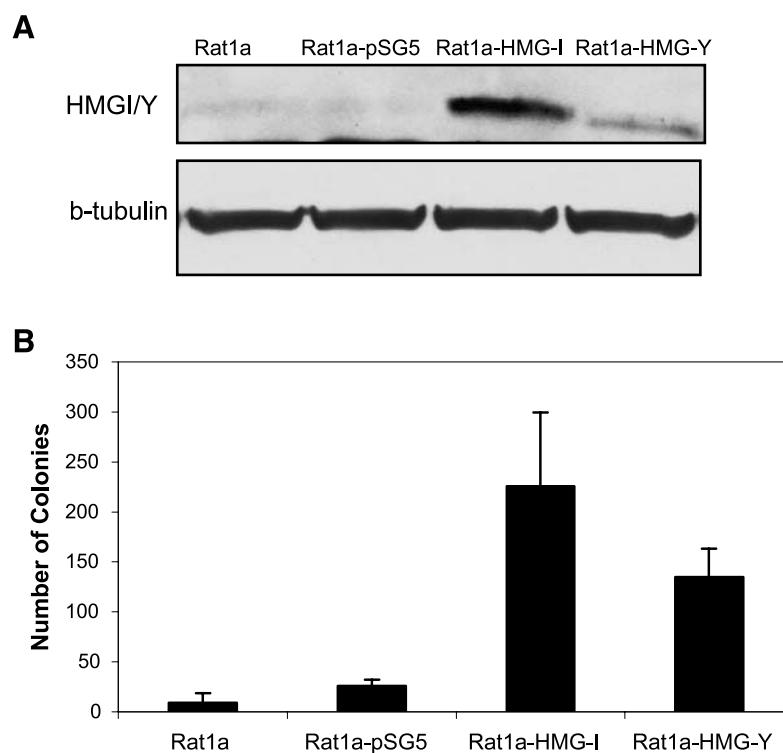 A
Rat1a Rat1a-pSG5 Rat1a-HMG-I Rat1a-HMG-Y
HMGI/Y
b-tubulin
B
Number of Colonies
350
300
250
200
150
100
50
0
Rat1a Rat1a-pSG5 Rat1a-HMG-I Rat1a-HMG-Y